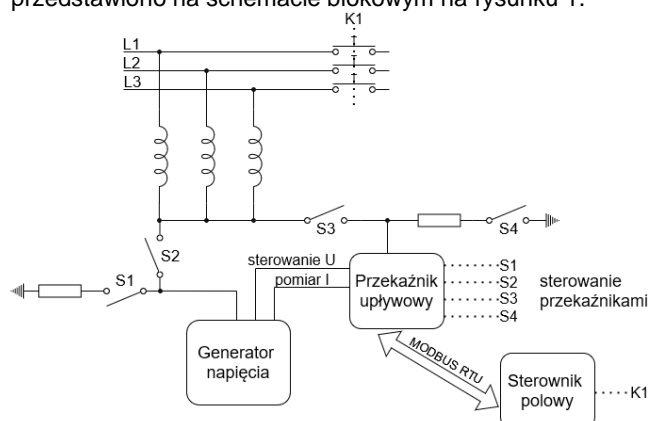 przedstawiono na schemacie blokowym na rysunku 1.
K1
L1
L2
L3
S3
S4
S2
S1
sterowanie U
pomiar I
Przekaźnik
upływowy
S1
S2
S3
S4
sterowanie
przekaźnikami
Generator
napięcia
MODBUS RTU
Sterownik
polowy
K1